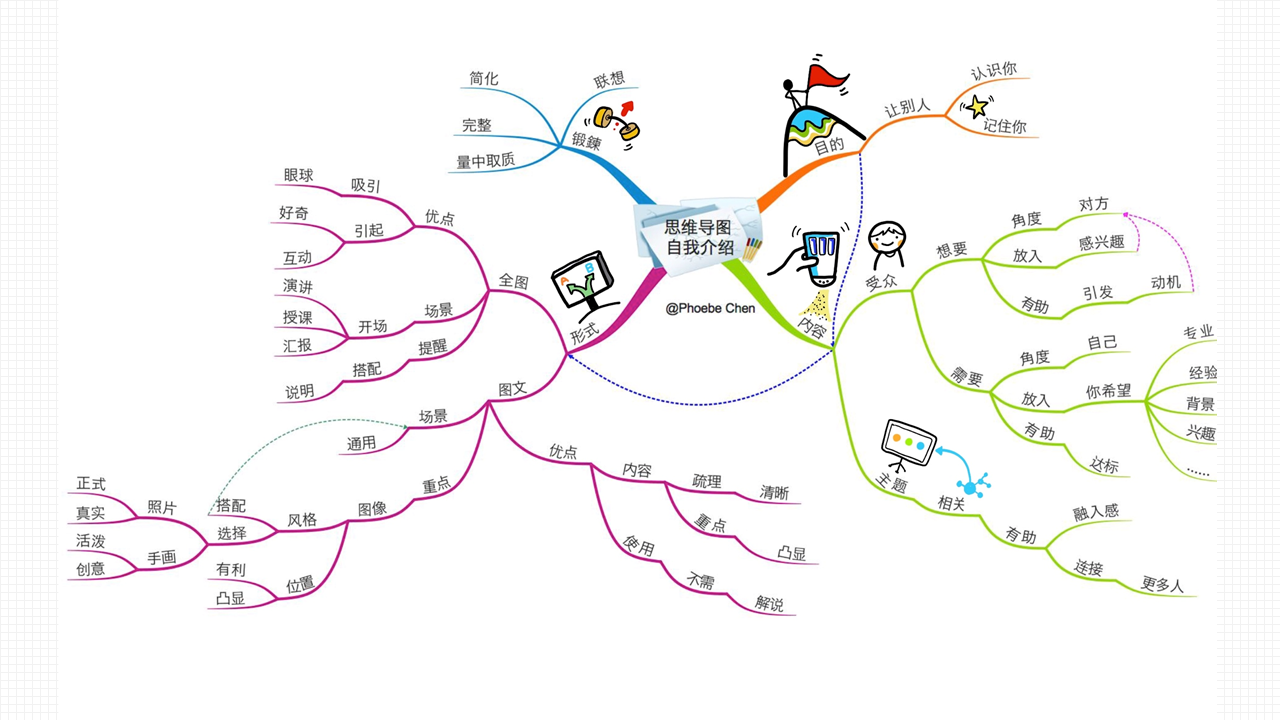 思维导图
自我介绍
@Phoebe Chen
目的
让别人
认识你
记住你
内容
受众
想要
角度
对方
放入
感兴趣
有助
引发
动机
需要
角度
自己
放入
你希望
专业
经验
背景
兴趣
......
有助
达标
主题
相关
有助
融入感
连接
更多人
形式
全图
优点
吸引
眼球
引起
好奇
互动
场景
开场
演讲
授课
汇报
提醒
搭配
说明
图文
场景
通用
重点
图像
风格
搭配
选择
照片
正式
真实
手画
活泼
创意
位置
有利
凸显
优点
内容
疏理
清晰
重点
凸显
使用
不需
解说
锻鍊
联想
简化
完整
量中取质
A
B